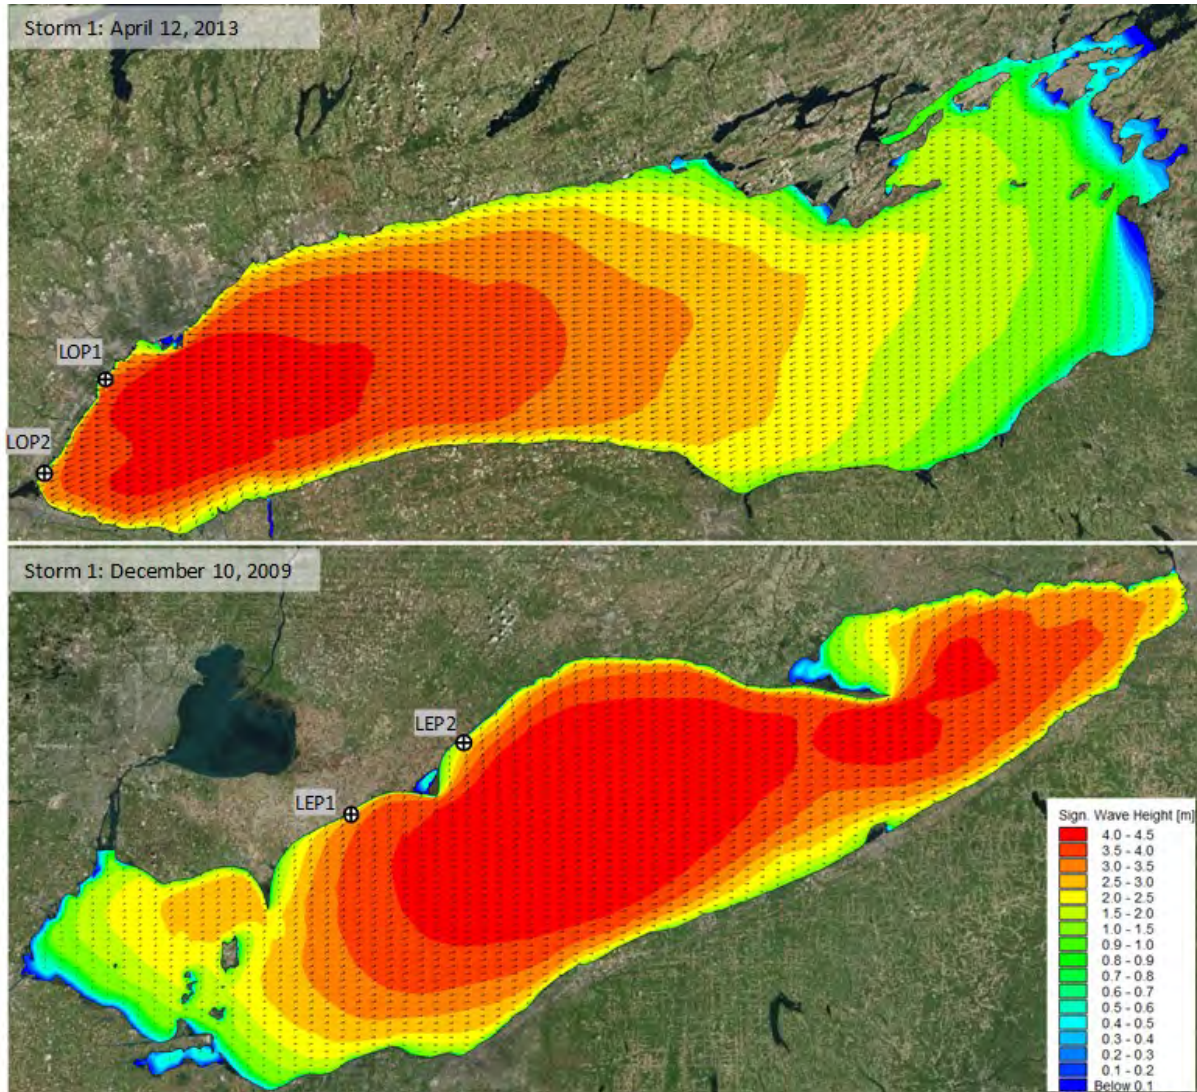 Storm 1: April 12, 2013
LOP1
LOP2
Storm 1: December 10, 2009
LEP2
LEP1
Sign. Wave Height [m]
4.0 - 4.5
3.5 - 4.0
3.0 - 3.5
2.5 - 3.0
2.0 - 2.5
1.5 - 2.0
1.0 - 1.5
0.9 - 1.0
0.8 - 0.9
0.7 - 0.8
0.6 - 0.7
0.5 - 0.6
0.4 - 0.5
0.3 - 0.4
0.2 - 0.3
0.1 - 0.2
Below 0.1